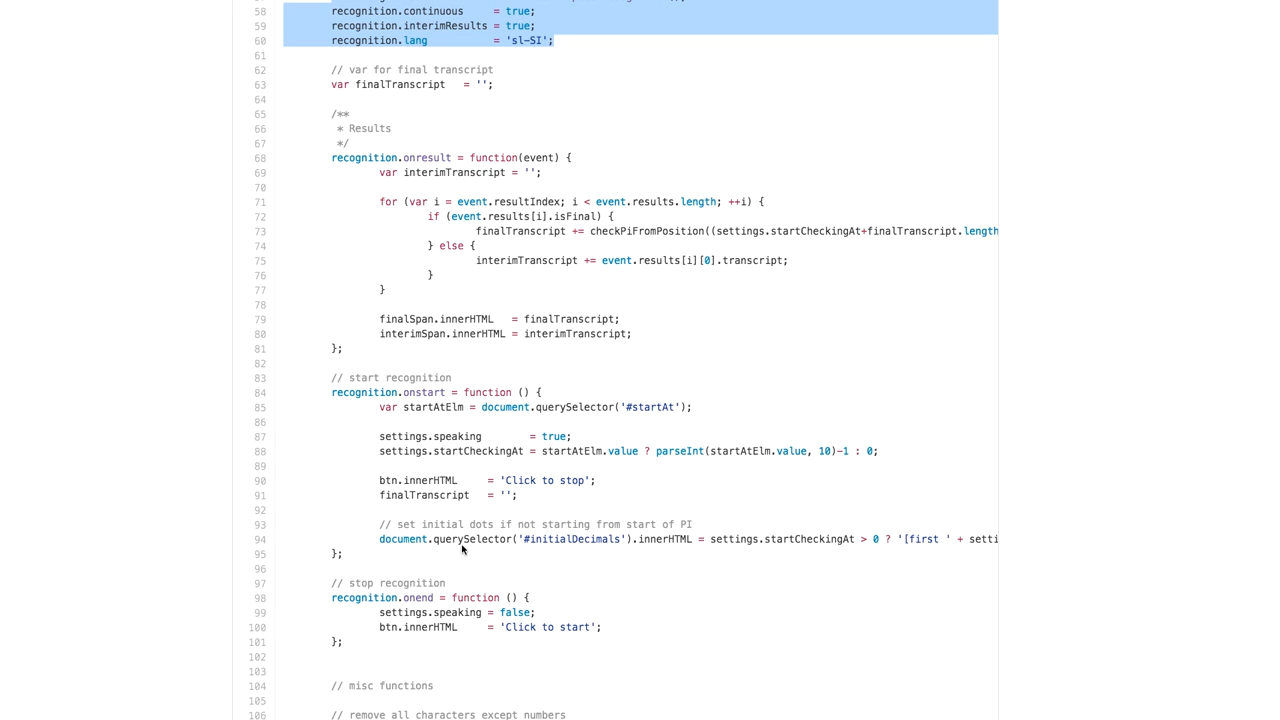 58 recognition.continuous = true;
59 recognition.interimResults = true;
60 recognition.lang = 'sl-SI';
61
62 // var for final transcript
63 var finalTranscript = '';
64
65 /**
66 * Results
67 */
68 recognition.onresult = function(event) {
69 var interimTranscript = '';
70
71 for (var i = event.resultIndex; i < event.results.length; ++i) {
72 if (event.results[i].isFinal) {
73 finalTranscript += checkPiFromPosition((settings.startCheckingAt+finalTranscript.length
74 } else {
75 interimTranscript += event.results[i][0].transcript;
76 }
77 }
78
79 finalSpan.innerHTML = finalTranscript;
80 interimSpan.innerHTML = interimTranscript;
81 };
82
83 // start recognition
84 recognition.onstart = function () {
85 var startAtElm = document.querySelector('#startAt');
86
87 settings.speaking = true;
88 settings.startCheckingAt = startAtElm.value ? parseInt(startAtElm.value, 10)-1 : 0;
89
90 btn.innerHTML = 'Click to stop';
91 finalTranscript = '';
92
93 // set initial dots if not starting from start of PI
94 document.querySelector('#initialDecimals').innerHTML = settings.startCheckingAt > 0 ? '[first ' + setti
95 };
96
97 // stop recognition
98 recognition.onend = function () {
99 settings.speaking = false;
100 btn.innerHTML = 'Click to start';
101 };
102
103
104 // misc functions
105
106 // remove all characters except numbers